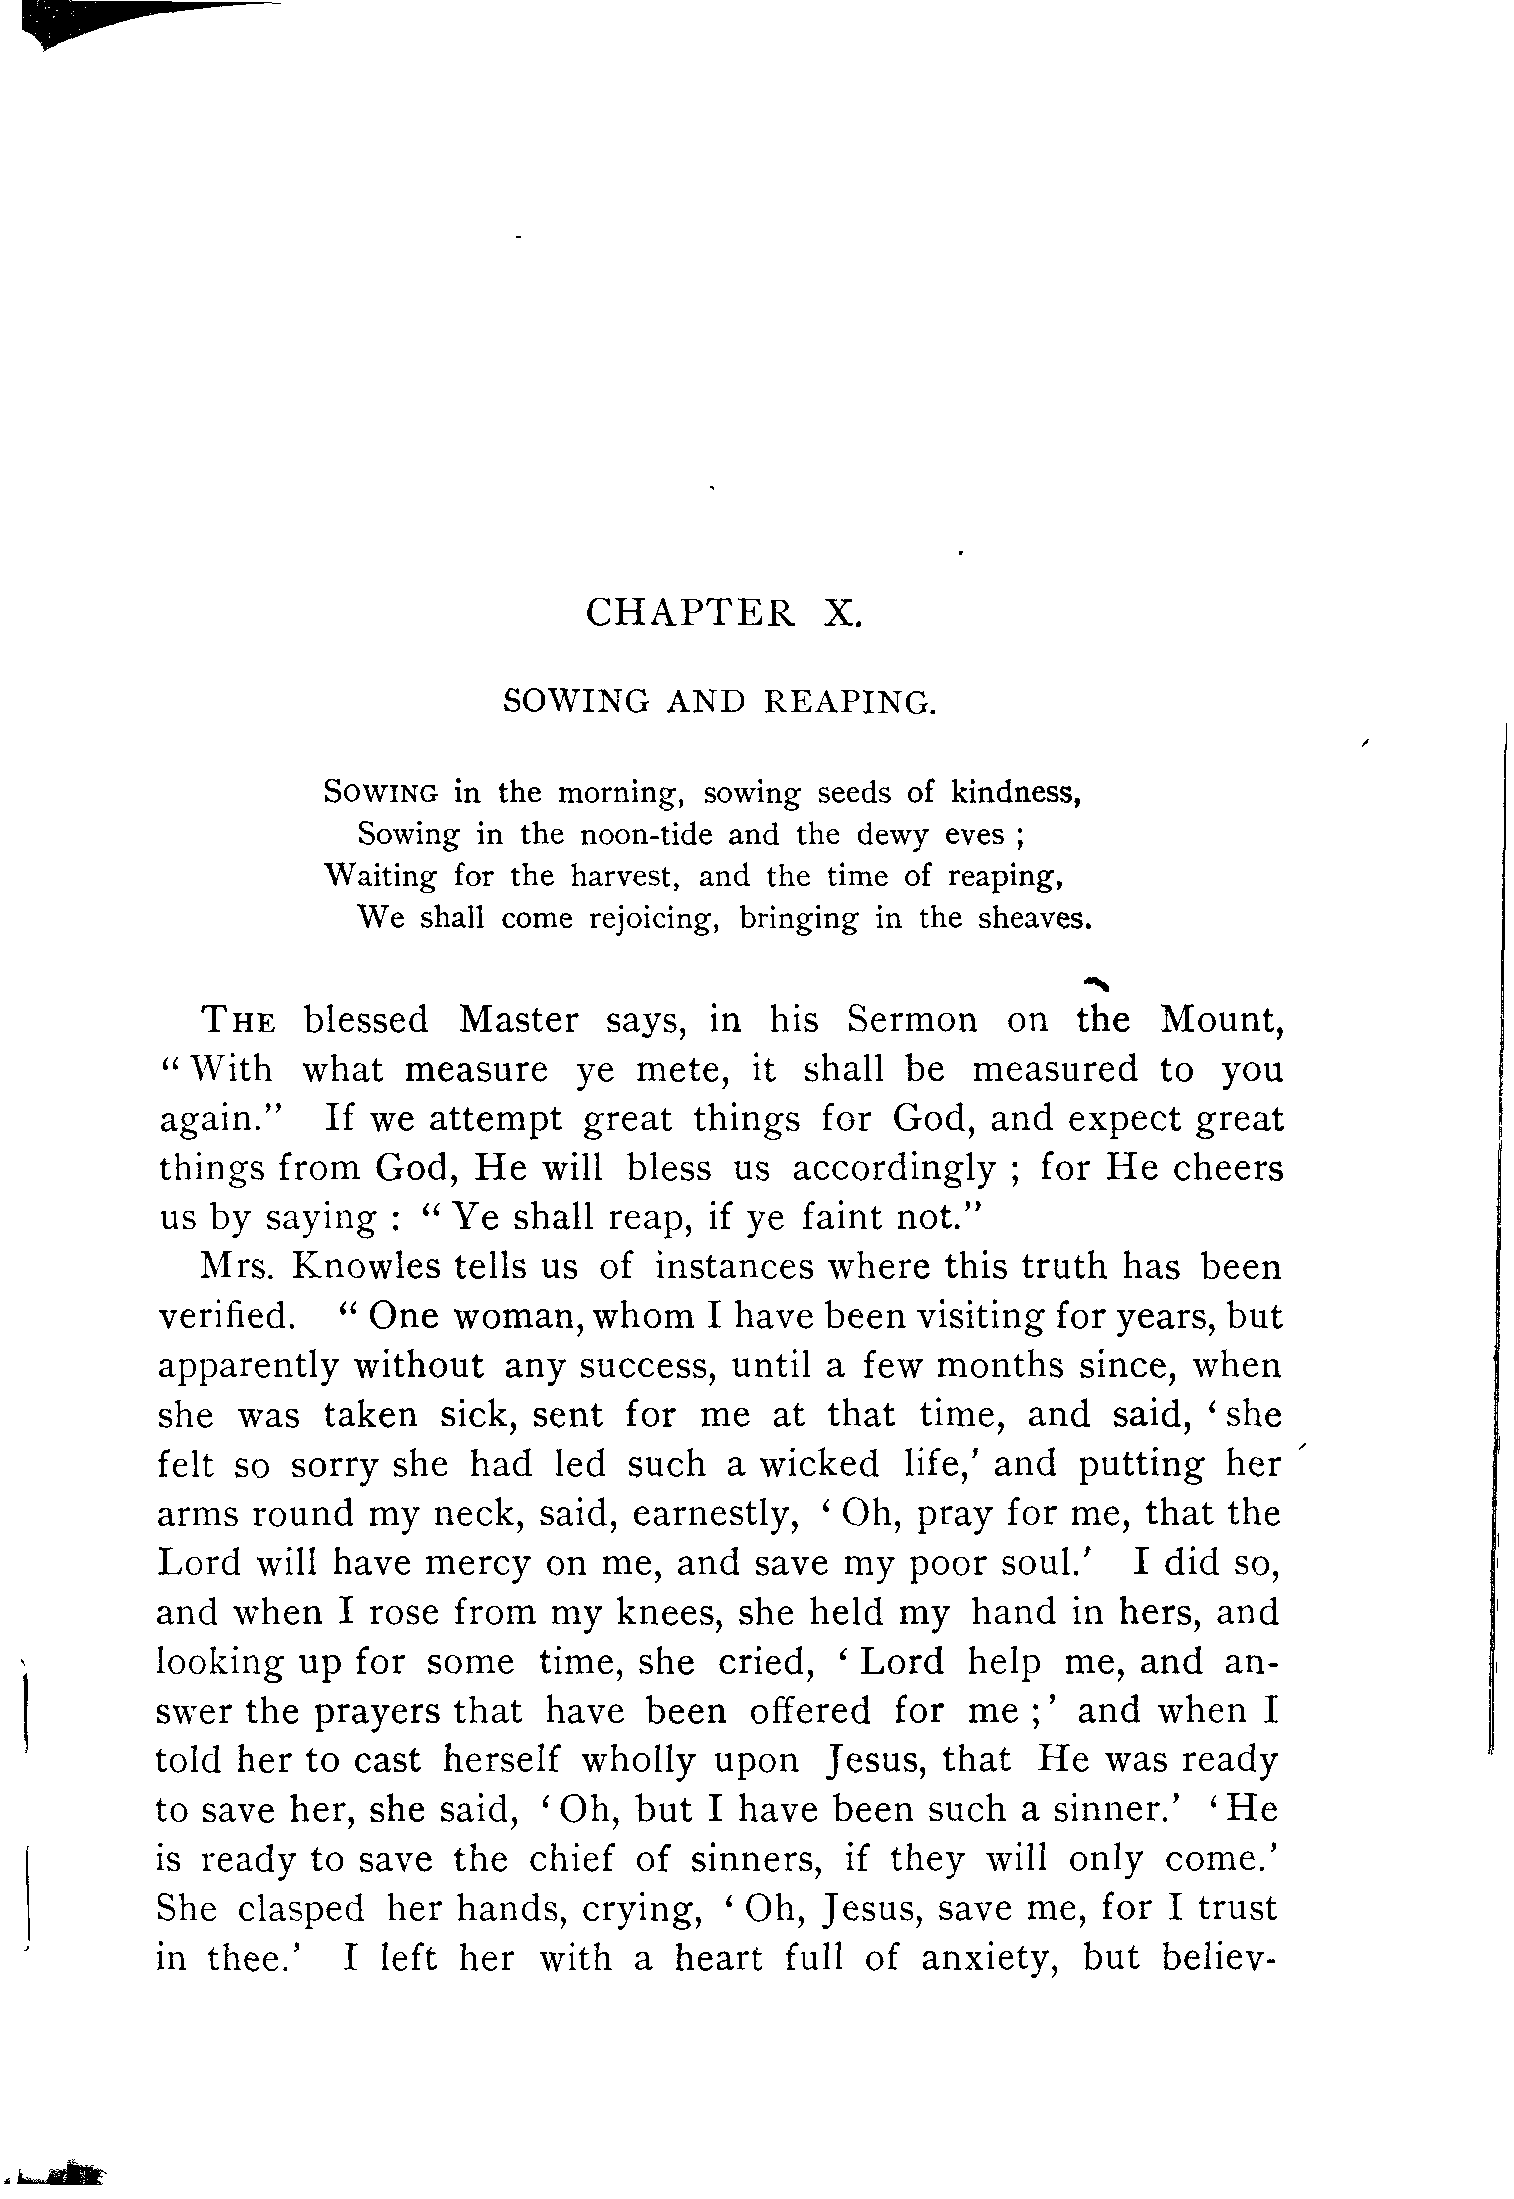 CHAPTER X.
SOWING AND REAPING.
SOWING in the morning, sowing seeds of kindness,
Sowing in the noon-tide and the dewy eves ;
Waiting for the harvest, and the time of reaping,
We shall come rejoicing, bringing in the sheaves.
THE blessed Master says, in his Sermon on the Mount,
“ With what measure ye mete, it shall be measured to you
again.” If we attempt great things for God, and expect great
things from God, He will bless us accordingly ; for He cheers
us by saying : “ Ye shall reap, if ye faint not.”
Mrs. Knowles tells us of instances where this truth has been
verified. “ One woman, whom I have been visiting for years, but
apparently without any success, until a few months since, when
she was taken sick, sent for me at that time, and said, ‘ she
felt so sorry she had led such a wicked life,’ and putting her
arms round my neck, said, earnestly, ‘ Oh, pray for me, that the
Lord will have mercy on me, and save my poor soul.’ I did so,
and when I rose from my knees, she held my hand in hers, and
looking up for some time, she cried, ‘ Lord help me, and an-
swer the prayers that have been offered for me ;’ and when I
told her to cast herself wholly upon Jesus, that He was ready
to save her, she said, ‘ Oh, but I have been such a sinner.’ ‘ He
is ready to save the chief of sinners, if they will only come.’
She clasped her hands, crying, ‘ Oh, Jesus, save me, for I trust
in thee.’ I left her with a heart full of anxiety, but believ-